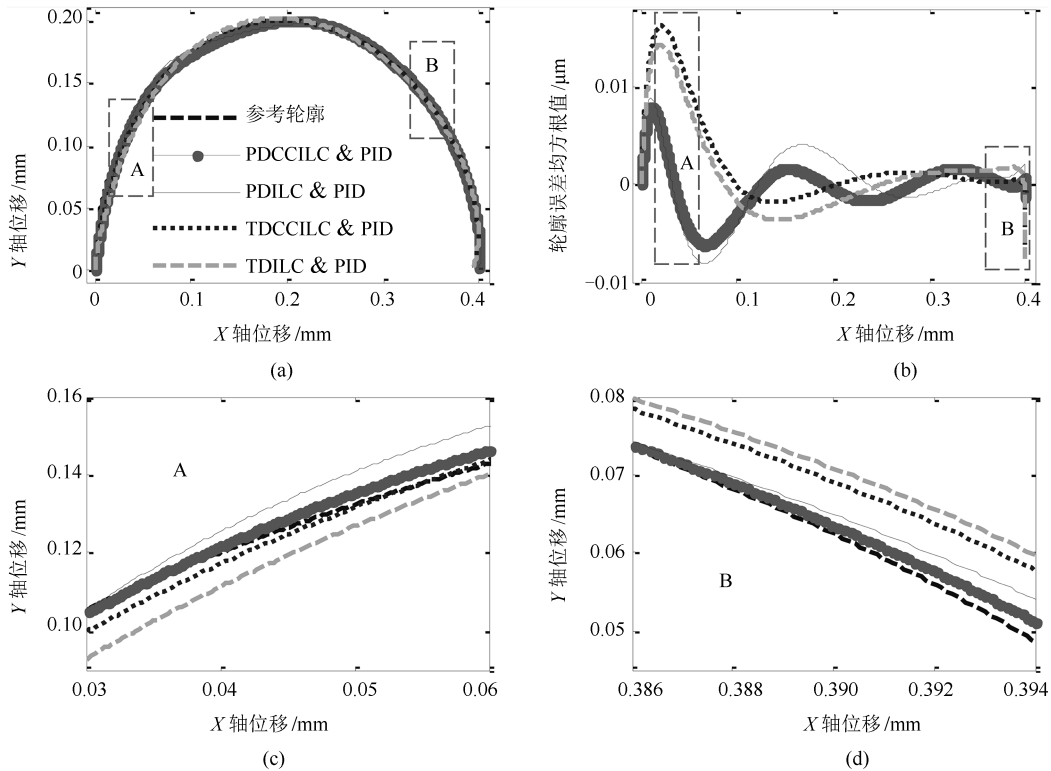 0.20
0.15
0.10
0.05
0
Y 轴位移/mm
A
B
参考轮廓
PDCCILC & PID
PDILC & PID
TDCCILC & PID
TDILC & PID
0
0.1
0.2
0.3
0.4
X 轴位移/mm
(a)
轮廓误差均方根值/μm
0.01
0
−0.01
A
B
0
0.1
0.2
0.3
0.4
X 轴位移/mm
(b)
0.16
0.14
0.12
0.10
Y 轴位移/mm
A
0.03
0.04
0.05
0.06
X 轴位移/mm
(c)
0.08
0.07
0.06
0.05
Y 轴位移/mm
B
0.386
0.388
0.390
0.392
0.394
X 轴位移/mm
(d)